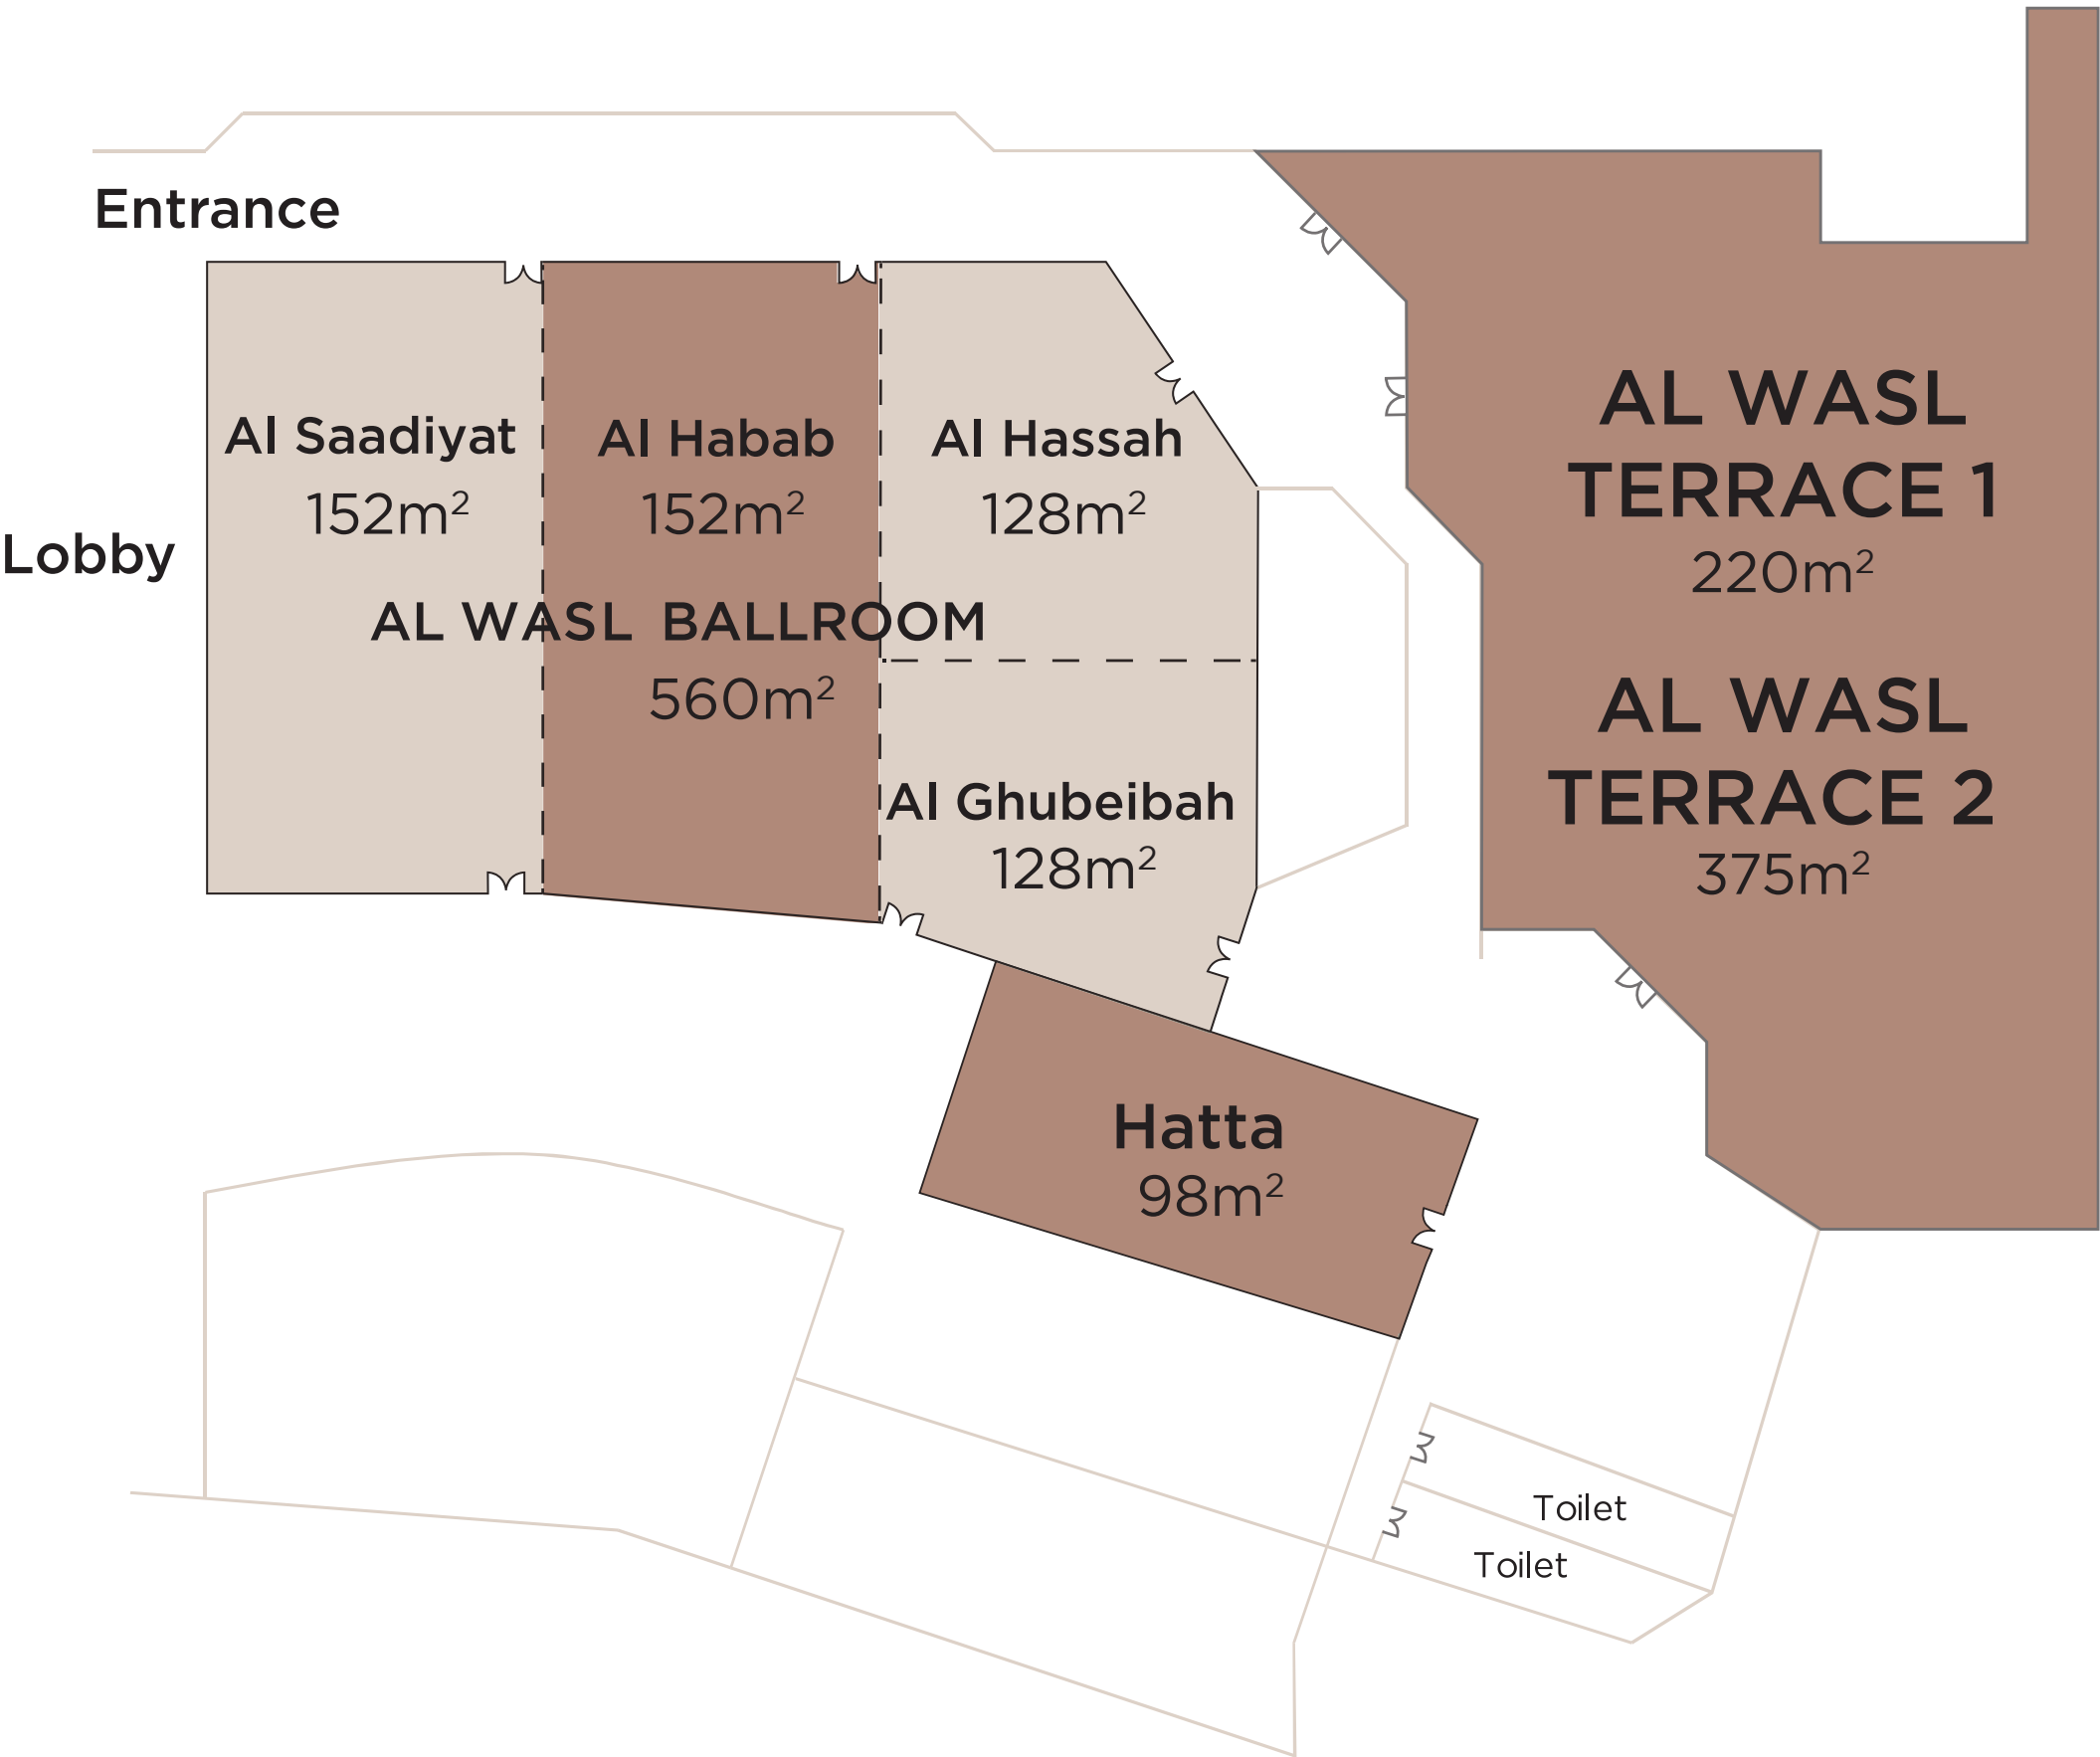 Entrance
Lobby
Al Saadiyat
152m²
Al Habab
152m²
Al Hassah
128m²
AL WASL BALLROOM
560m²
Al Ghubeibah
128m²
AL WASL
TERRACE 1
220m²
AL WASL
TERRACE 2
375m²
Hatta
98m²
Toilet
Toilet